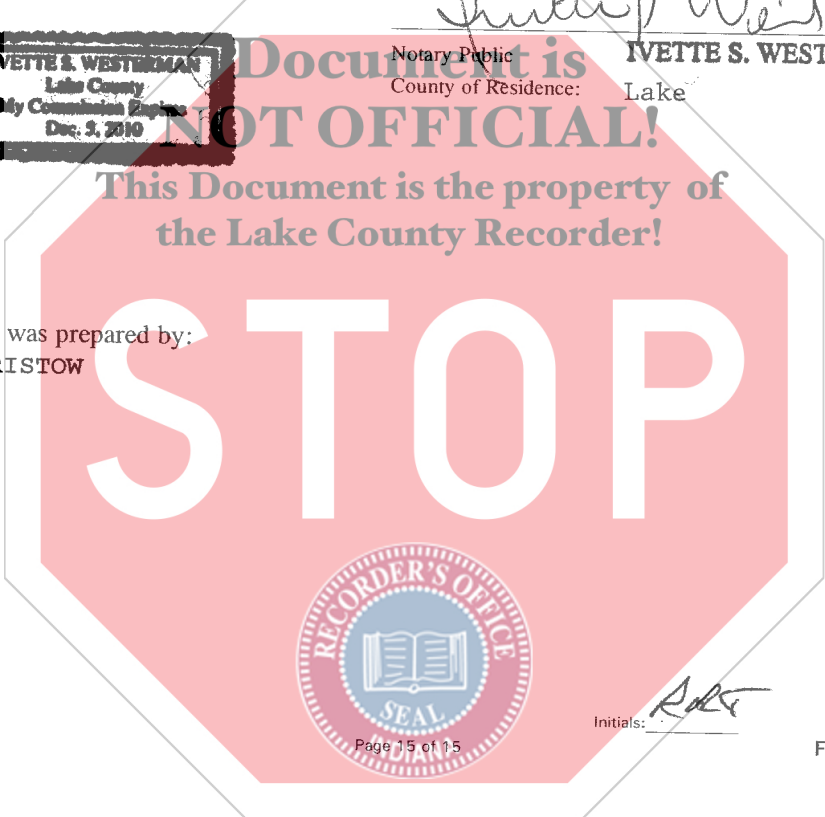 Notary Public IVETTE S. WEST
County of Residence: Lake
VETTE S. WESTERMAN
Lake County
My Commission Expires
Dec. 5, 2010
Document is
NOT OFFICIAL!
This Document is the property of
the Lake County Recorder!
was prepared by:
RISTOW
STOP
RECORDER'S OFFICE
SEAL
INDIANA
Initials:
Page 15 of 15
F